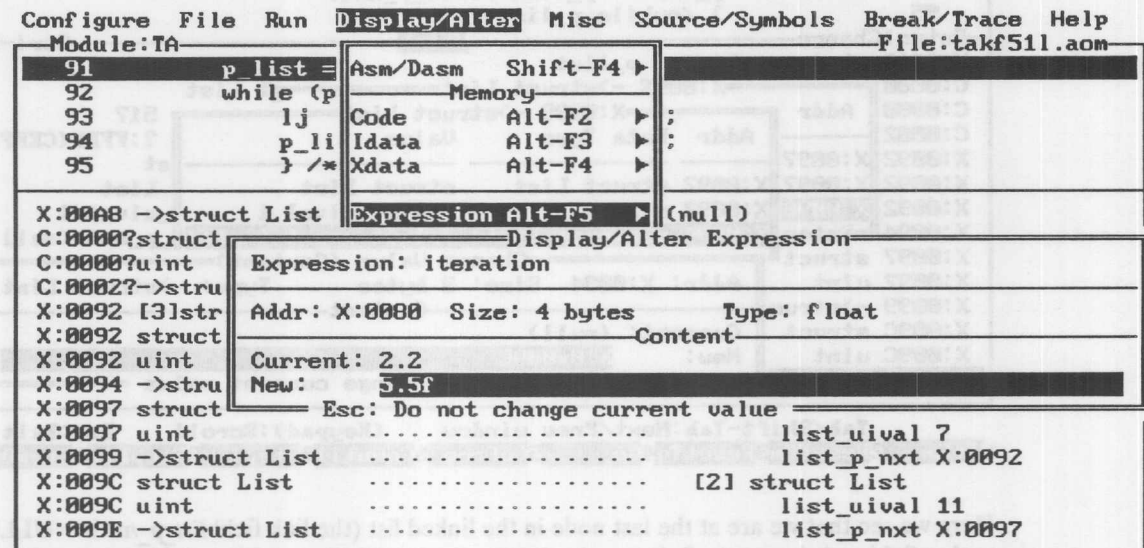 Configure File Run Display/Alter Misc Source/Symbols Break/Trace Help
Module:TA File:takf51l.aom
91 p_list = Asm/Dasm Shift-F4
92 while (p Memory
93 l.j Code Alt-F2 ;
94 p_li Idata Alt-F3 ;
95 } /* Xdata Alt-F4
X:00AB ->struct List Expression Alt-F5 (null)
C:0000?struct Display/Alter Expression
C:0000?uint Expression: iteration
C:0002?->stru
X:0092 [3]str Addr: X:0080 Size: 4 bytes Type: float
X:0092 struct Content
X:0092 uint Current: 2.2
X:0094 ->stru New: 5.5f
X:0097 struct Esc: Do not change current value
X:0097 uint list_uival 7
X:0099 ->struct List list_p_nxt X:0092
X:009C struct List [2] struct List
X:009C uint list_uival 11
X:009E ->struct List list_p_nxt X:0097